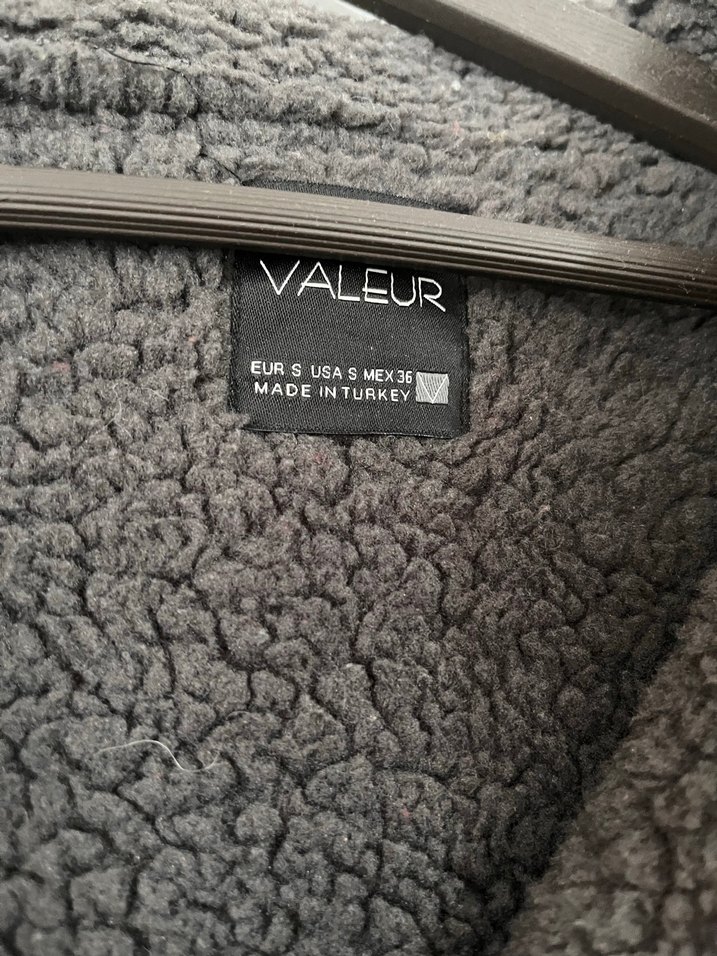 VALEUR
EUR S USA S MEX 36
MADE IN TURKEY